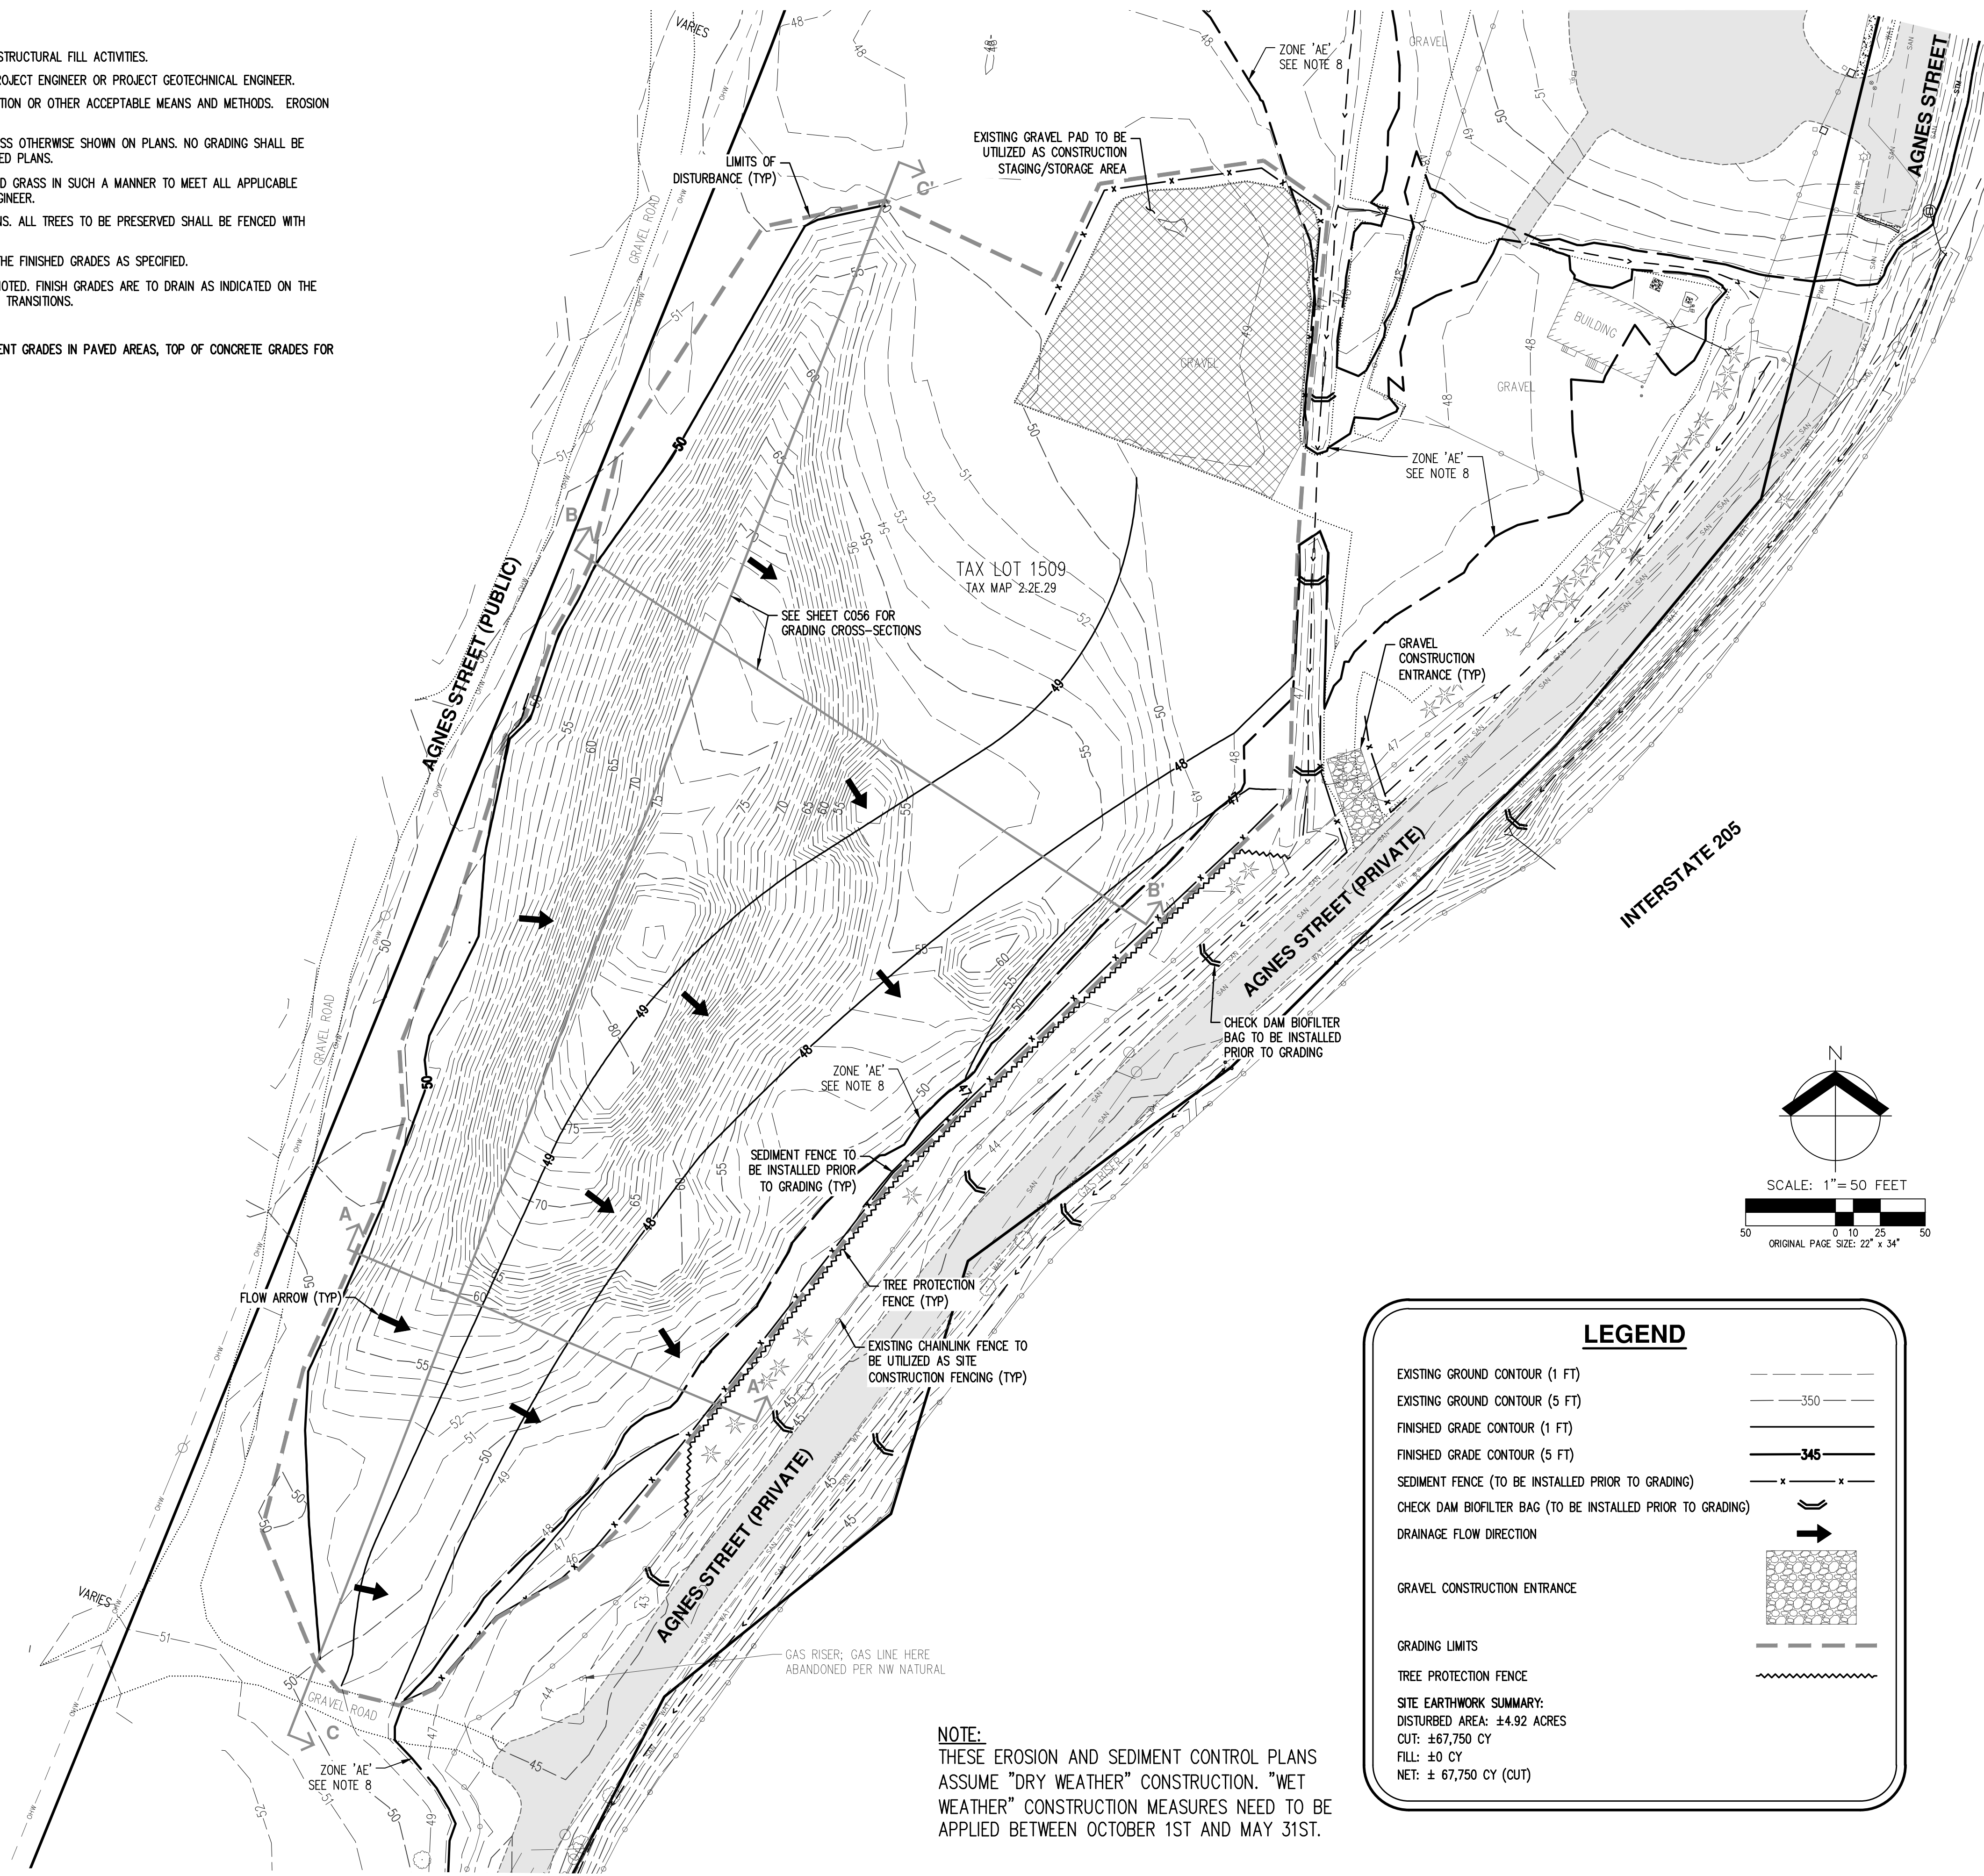 STRUCTURAL FILL ACTIVITIES.
ROJECT ENGINEER OR PROJECT GEOTECHNICAL ENGINEER.
TION OR OTHER ACCEPTABLE MEANS AND METHODS. EROSION
SS OTHERWISE SHOWN ON PLANS. NO GRADING SHALL BE
ED PLANS.
D GRASS IN SUCH A MANNER TO MEET ALL APPLICABLE
GINEER.
NS. ALL TREES TO BE PRESERVED SHALL BE FENCED WITH
THE FINISHED GRADES AS SPECIFIED.
NOTED. FINISH GRADES ARE TO DRAIN AS INDICATED ON THE
TRANSITIONS.
ENT GRADES IN PAVED AREAS, TOP OF CONCRETE GRADES FOR
VARIES
ZONE 'AE'
SEE NOTE 8
GRAVEL
AGNES STREET
EXISTING GRAVEL PAD TO BE
UTILIZED AS CONSTRUCTION
STAGING/STORAGE AREA
LIMITS OF
DISTURBANCE (TYP)
C'
GRAVEL ROAD
GRAVEL
BUILDING
GRAVEL
ZONE 'AE'
SEE NOTE 8
B
AGNES STREET (PUBLIC)
TAX LOT 1509
TAX MAP 2.2E.29
SEE SHEET C056 FOR
GRADING CROSS-SECTIONS
GRAVEL
CONSTRUCTION
ENTRANCE (TYP)
INTERSTATE 205
B'
AGNES STREET (PRIVATE)
CHECK DAM BIOFILTER
BAG TO BE INSTALLED
PRIOR TO GRADING
GRAVEL ROAD
ZONE 'AE'
SEE NOTE 8
SEDIMENT FENCE TO
BE INSTALLED PRIOR
TO GRADING (TYP)
GAS RISER
A
FLOW ARROW (TYP)
TREE PROTECTION
FENCE (TYP)
EXISTING CHAINLINK FENCE TO
BE UTILIZED AS SITE
CONSTRUCTION FENCING (TYP)
A'
AGNES STREET (PRIVATE)
VARIES
GAS RISER; GAS LINE HERE
ABANDONED PER NW NATURAL
GRAVEL ROAD
C
ZONE 'AE'
SEE NOTE 8
N
SCALE: 1"= 50 FEET
50 0 10 25 50
ORIGINAL PAGE SIZE: 22" x 34"
LEGEND
EXISTING GROUND CONTOUR (1 FT)
EXISTING GROUND CONTOUR (5 FT) 350
FINISHED GRADE CONTOUR (1 FT)
FINISHED GRADE CONTOUR (5 FT) 345
SEDIMENT FENCE (TO BE INSTALLED PRIOR TO GRADING)
CHECK DAM BIOFILTER BAG (TO BE INSTALLED PRIOR TO GRADING)
DRAINAGE FLOW DIRECTION
GRAVEL CONSTRUCTION ENTRANCE
GRADING LIMITS
TREE PROTECTION FENCE
SITE EARTHWORK SUMMARY:
DISTURBED AREA: ±4.92 ACRES
CUT: ±67,750 CY
FILL: ±0 CY
NET: ± 67,750 CY (CUT)
NOTE:
THESE EROSION AND SEDIMENT CONTROL PLANS
ASSUME "DRY WEATHER" CONSTRUCTION. "WET
WEATHER" CONSTRUCTION MEASURES NEED TO BE
APPLIED BETWEEN OCTOBER 1ST AND MAY 31ST.